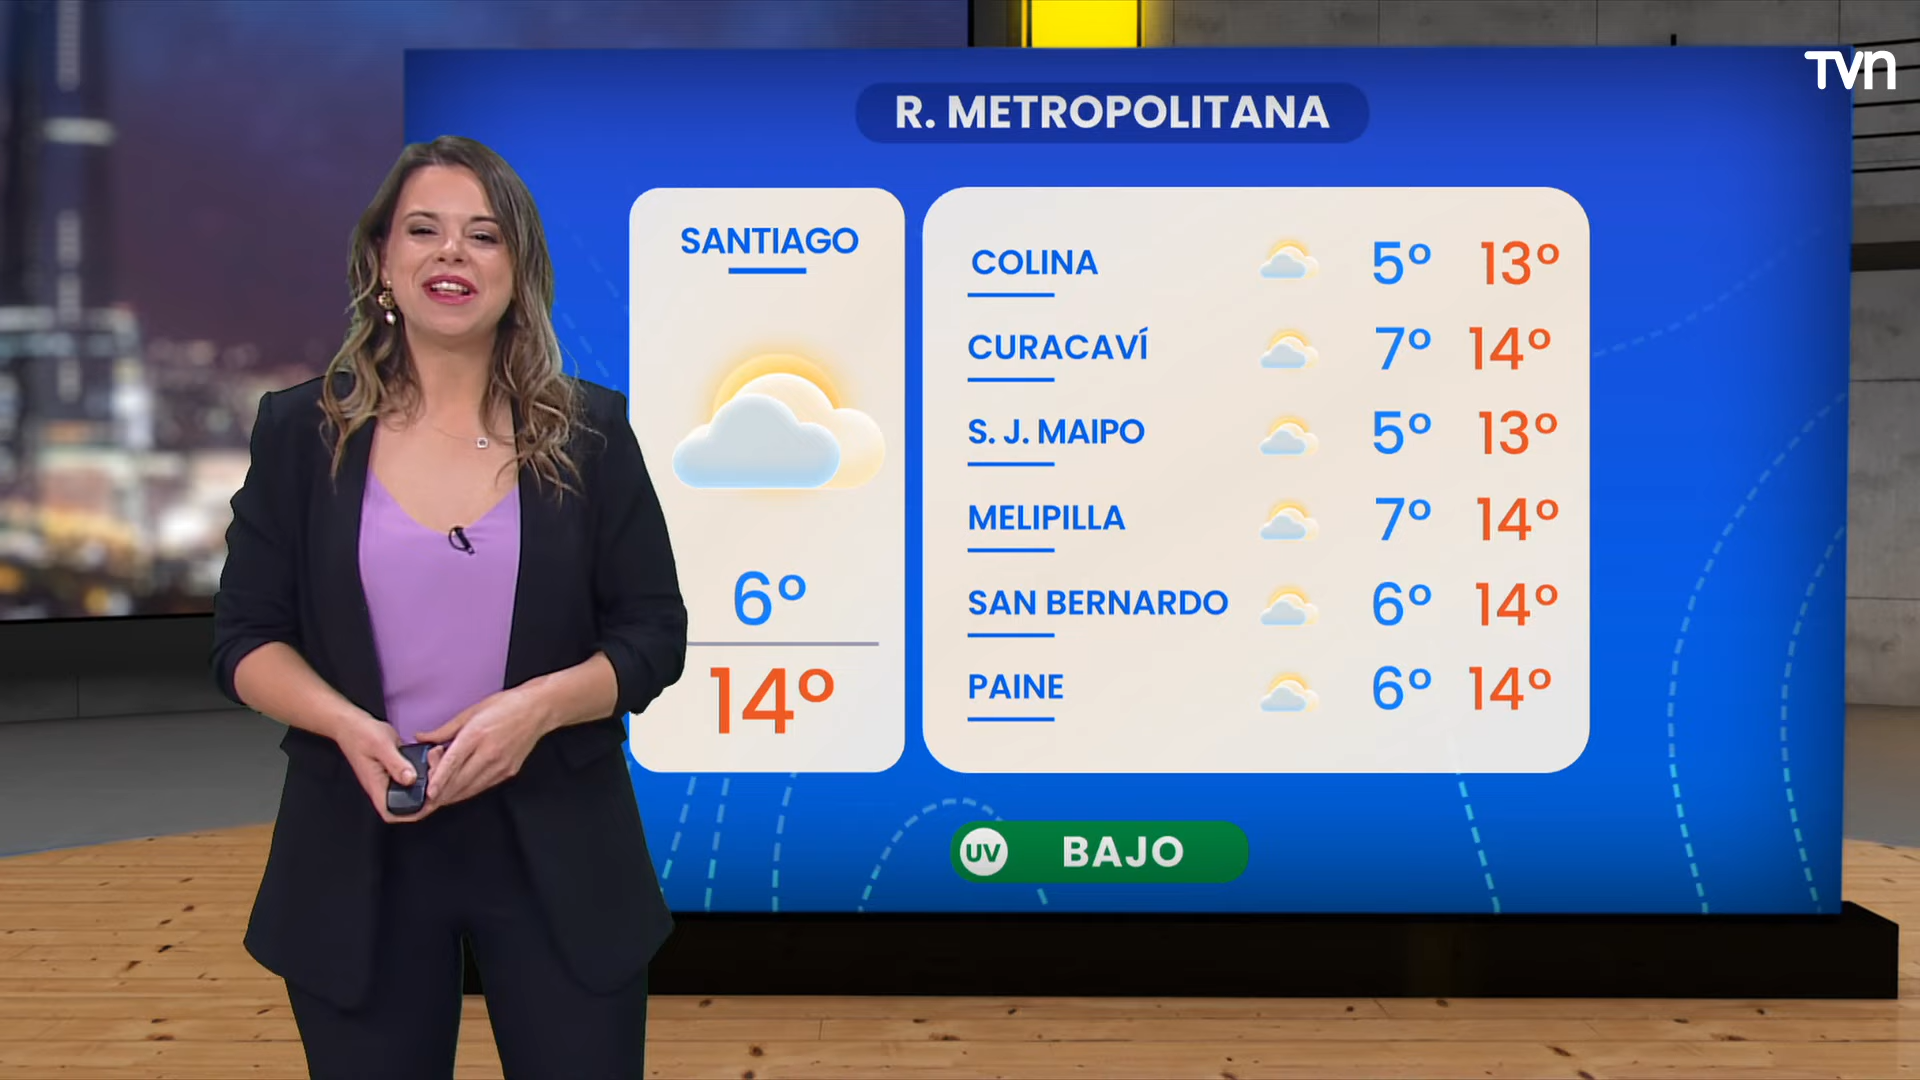 tvn
R. METROPOLITANA
SANTIAGO
6°
14°
COLINA 5° 13°
CURACAVÍ 7° 14°
S. J. MAIPO 5° 13°
MELIPILLA 7° 14°
SAN BERNARDO 6° 14°
PAINE 6° 14°
UV BAJO